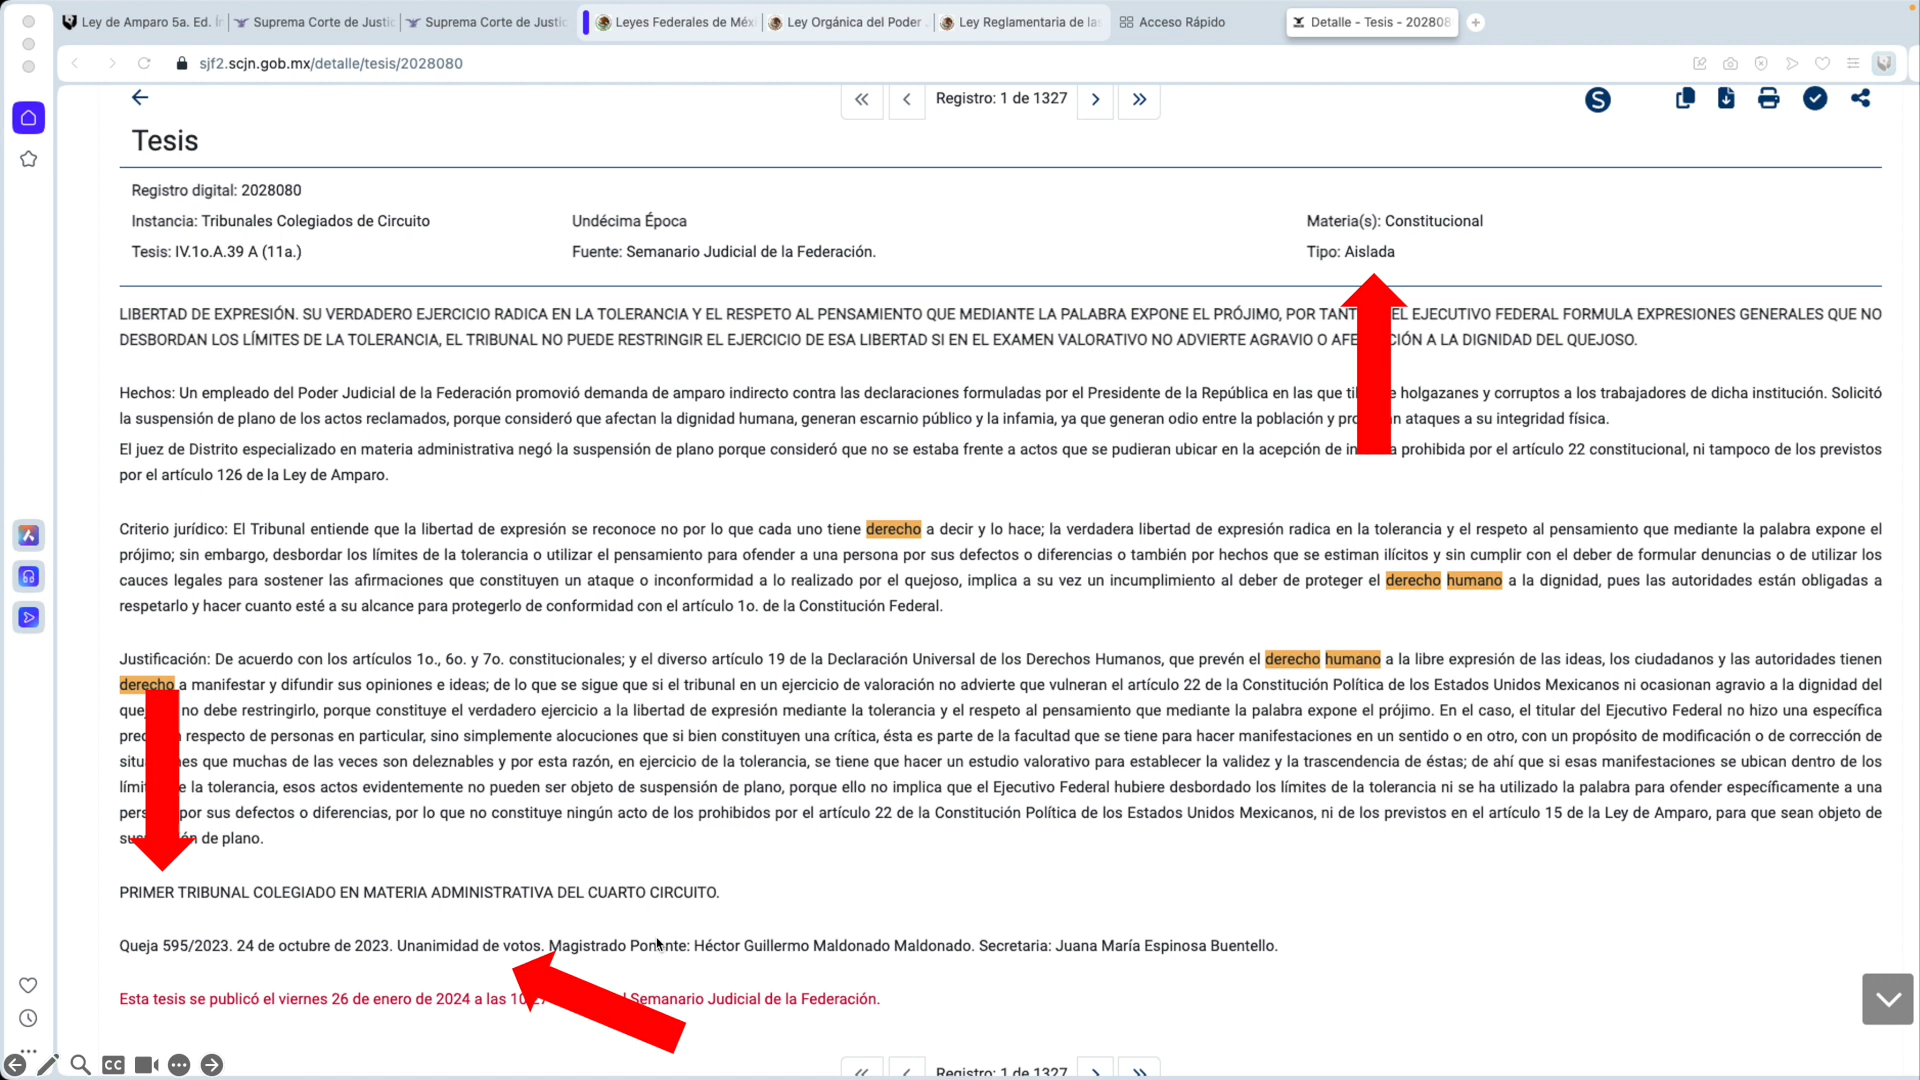 Ley de Amparo 5a. Ed. Ín
Suprema Corte de Justic
Suprema Corte de Justic
Leyes Federales de Méx
Ley Orgánica del Poder
Ley Reglamentaria de las
Acceso Rápido
Detalle - Tesis - 202808
sjf2.scjn.gob.mx/detalle/tesis/2028080
Registro: 1 de 1327
Tesis
Registro digital: 2028080
Instancia: Tribunales Colegiados de Circuito
Undécima Época
Materia(s): Constitucional
Tesis: IV.1o.A.39 A (11a.)
Fuente: Semanario Judicial de la Federación.
Tipo: Aislada
LIBERTAD DE EXPRESIÓN. SU VERDADERO EJERCICIO RADICA EN LA TOLERANCIA Y EL RESPETO AL PENSAMIENTO QUE MEDIANTE LA PALABRA EXPONE EL PRÓJIMO, POR TANT EL EJECUTIVO FEDERAL FORMULA EXPRESIONES GENERALES QUE NO
DESBORDAN LOS LÍMITES DE LA TOLERANCIA, EL TRIBUNAL NO PUEDE RESTRINGIR EL EJERCICIO DE ESA LIBERTAD SI EN EL EXAMEN VALORATIVO NO ADVIERTE AGRAVIO O AFE CIÓN A LA DIGNIDAD DEL QUEJOSO.
Hechos: Un empleado del Poder Judicial de la Federación promovió demanda de amparo indirecto contra las declaraciones formuladas por el Presidente de la República en las que til e holgazanes y corruptos a los trabajadores de dicha institución. Solicitó
la suspensión de plano de los actos reclamados, porque consideró que afectan la dignidad humana, generan escarnio público y la infamia, ya que generan odio entre la población y pro n ataques a su integridad física.
El juez de Distrito especializado en materia administrativa negó la suspensión de plano porque consideró que no se estaba frente a actos que se pudieran ubicar en la acepción de in a prohibida por el artículo 22 constitucional, ni tampoco de los previstos
por el artículo 126 de la Ley de Amparo.
Criterio jurídico: El Tribunal entiende que la libertad de expresión se reconoce no por lo que cada uno tiene derecho a decir y lo hace; la verdadera libertad de expresión radica en la tolerancia y el respeto al pensamiento que mediante la palabra expone el
prójimo; sin embargo, desbordar los límites de la tolerancia o utilizar el pensamiento para ofender a una persona por sus defectos o diferencias o también por hechos que se estiman ilícitos y sin cumplir con el deber de formular denuncias o de utilizar los
cauces legales para sostener las afirmaciones que constituyen un ataque o inconformidad a lo realizado por el quejoso, implica a su vez un incumplimiento al deber de proteger el derecho humano a la dignidad, pues las autoridades están obligadas a
respetarlo y hacer cuanto esté a su alcance para protegerlo de conformidad con el artículo 1o. de la Constitución Federal.
Justificación: De acuerdo con los artículos 1o., 6o. y 7o. constitucionales; y el diverso artículo 19 de la Declaración Universal de los Derechos Humanos, que prevén el derecho humano a la libre expresión de las ideas, los ciudadanos y las autoridades tienen
derecho a manifestar y difundir sus opiniones e ideas; de lo que se sigue que si el tribunal en un ejercicio de valoración no advierte que vulneran el artículo 22 de la Constitución Política de los Estados Unidos Mexicanos ni ocasionan agravio a la dignidad del
que no debe restringirlo, porque constituye el verdadero ejercicio a la libertad de expresión mediante la tolerancia y el respeto al pensamiento que mediante la palabra expone el prójimo. En el caso, el titular del Ejecutivo Federal no hizo una específica
pre respecto de personas en particular, sino simplemente alocuciones que si bien constituyen una crítica, ésta es parte de la facultad que se tiene para hacer manifestaciones en un sentido o en otro, con un propósito de modificación o de corrección de
situ nes que muchas de las veces son deleznables y por esta razón, en ejercicio de la tolerancia, se tiene que hacer un estudio valorativo para establecer la validez y la trascendencia de éstas; de ahí que si esas manifestaciones se ubican dentro de los
lími e la tolerancia, esos actos evidentemente no pueden ser objeto de suspensión de plano, porque ello no implica que el Ejecutivo Federal hubiere desbordado los límites de la tolerancia ni se ha utilizado la palabra para ofender específicamente a una
pers por sus defectos o diferencias, por lo que no constituye ningún acto de los prohibidos por el artículo 22 de la Constitución Política de los Estados Unidos Mexicanos, ni de los previstos en el artículo 15 de la Ley de Amparo, para que sean objeto de
su ón de plano.
PRIMER TRIBUNAL COLEGIADO EN MATERIA ADMINISTRATIVA DEL CUARTO CIRCUITO.
Queja 595/2023. 24 de octubre de 2023. Unanimidad de votos. Magistrado Ponente: Héctor Guillermo Maldonado Maldonado. Secretaria: Juana María Espinosa Buentello.
Esta tesis se publicó el viernes 26 de enero de 2024 a las 10:27 Semanario Judicial de la Federación.
CC
Registro: 1 de 1327